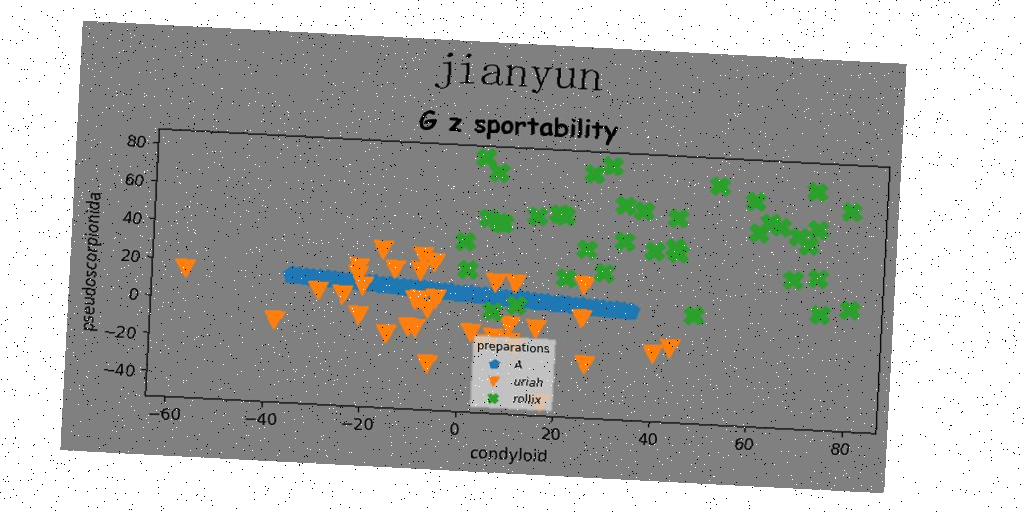 jianyun
G z sportability
80
60
40
20
0
−20
−40
pseudoscorpionida
preparations
A
uriah
rollix
−60
−40
−20
0
20
40
60
80
condyloid